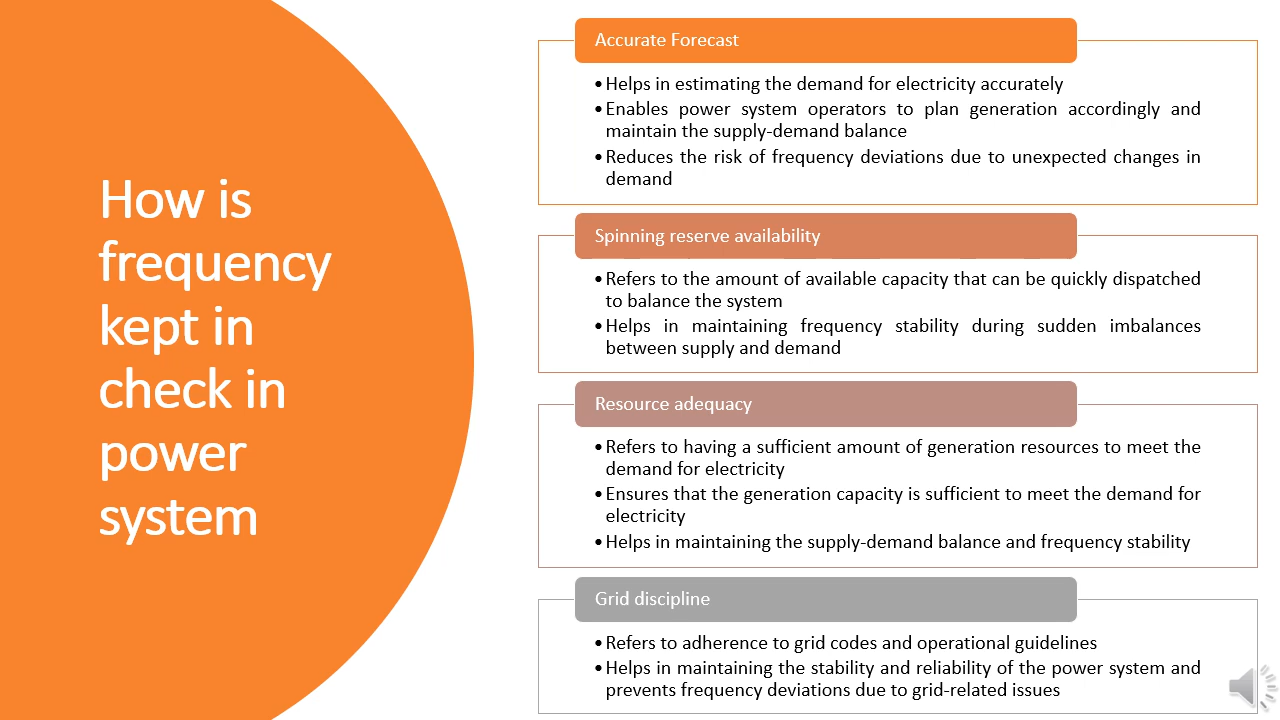 How is
frequency
kept in
check in
power
system
Accurate Forecast
•Helps in estimating the demand for electricity accurately
•Enables power system operators to plan generation accordingly and
maintain the supply-demand balance
•Reduces the risk of frequency deviations due to unexpected changes in
demand
Spinning reserve availability
•Refers to the amount of available capacity that can be quickly dispatched
to balance the system
•Helps in maintaining frequency stability during sudden imbalances
between supply and demand
Resource adequacy
•Refers to having a sufficient amount of generation resources to meet the
demand for electricity
•Ensures that the generation capacity is sufficient to meet the demand for
electricity
•Helps in maintaining the supply-demand balance and frequency stability
Grid discipline
•Refers to adherence to grid codes and operational guidelines
•Helps in maintaining the stability and reliability of the power system and
prevents frequency deviations due to grid-related issues